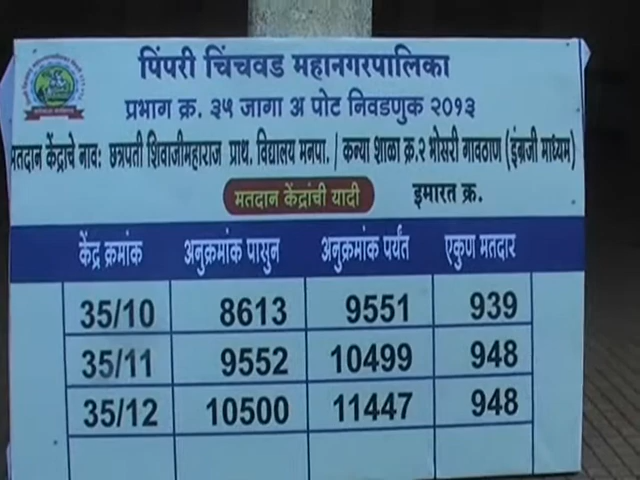 पिंपरी चिंचवड महानगरपालिका
प्रभाग क्र. ३५ जागा अ पोट निवडणुक २०१३
मतदान केंद्राचे नाव: छत्रपती शिवाजीमहाराज प्राथ. विद्यालय मनपा. / कन्या शाळा क्र.२ भोसरी गावठाण (इंग्रजी माध्यम)
मतदान केंद्रांची यादी इमारत क्र.
केंद्र क्रमांक अनुक्रमांक पासुन अनुक्रमांक पर्यंत एकुण मतदार
35/10 8613 9551 939
35/11 9552 10499 948
35/12 10500 11447 948